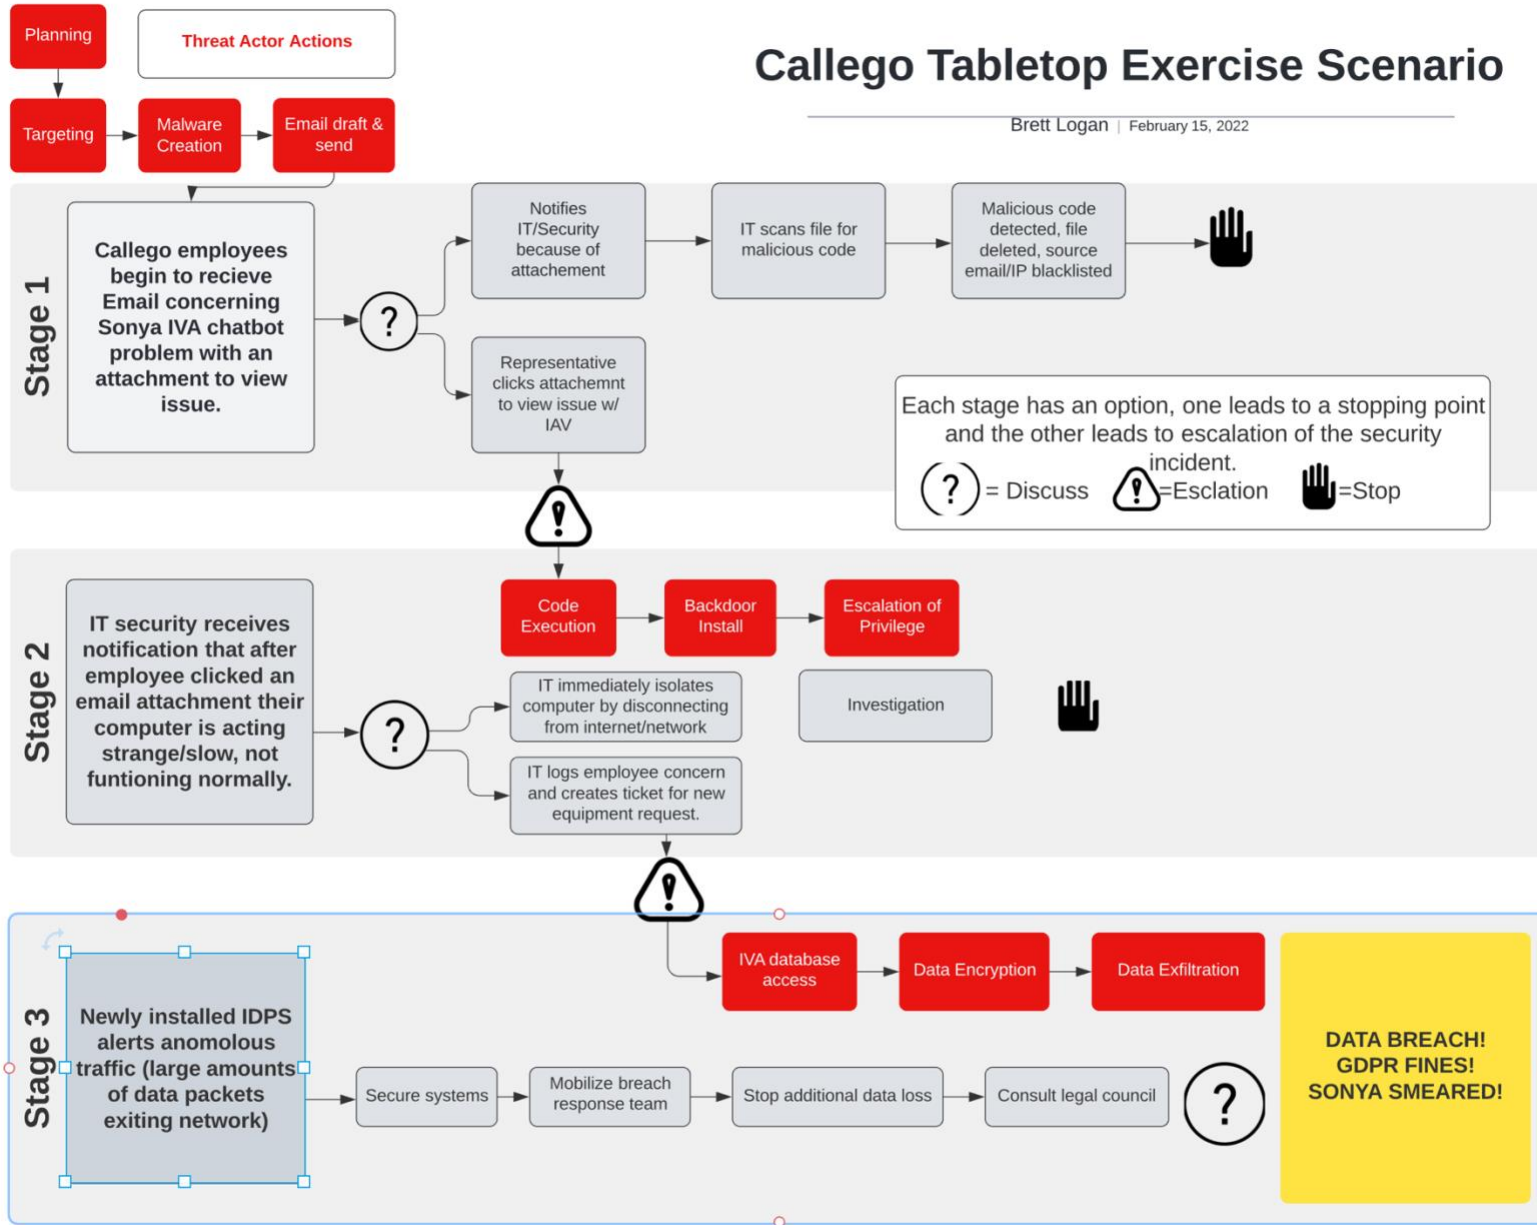 Planning
Threat Actor Actions
Callego Tabletop Exercise Scenario
Brett Logan | February 15, 2022
Targeting
Malware
Creation
Email draft &
send
Stage 1
Callego employees
begin to recieve
Email concerning
Sonya IVA chatbot
problem with an
attachment to view
issue.
?
Notifies
IT/Security
because of
attachement
IT scans file for
malicious code
Malicious code
detected, file
deleted, source
email/IP blacklisted
Representative
clicks attachemnt
to view issue w/
IAV
Each stage has an option, one leads to a stopping point
and the other leads to escalation of the security
incident.
? = Discuss ! =Esclation =Stop
!
Stage 2
IT security receives
notification that after
employee clicked an
email attachment their
computer is acting
strange/slow, not
funtioning normally.
Code
Execution
Backdoor
Install
Escalation of
Privilege
?
IT immediately isolates
computer by disconnecting
from internet/network
Investigation
IT logs employee concern
and creates ticket for new
equipment request.
!
Stage 3
Newly installed IDPS
alerts anomolous
traffic (large amounts
of data packets
exiting network)
IVA database
access
Data Encryption
Data Exfiltration
Secure systems
Mobilize breach
response team
Stop additional data loss
Consult legal council
?
DATA BREACH!
GDPR FINES!
SONYA SMEARED!